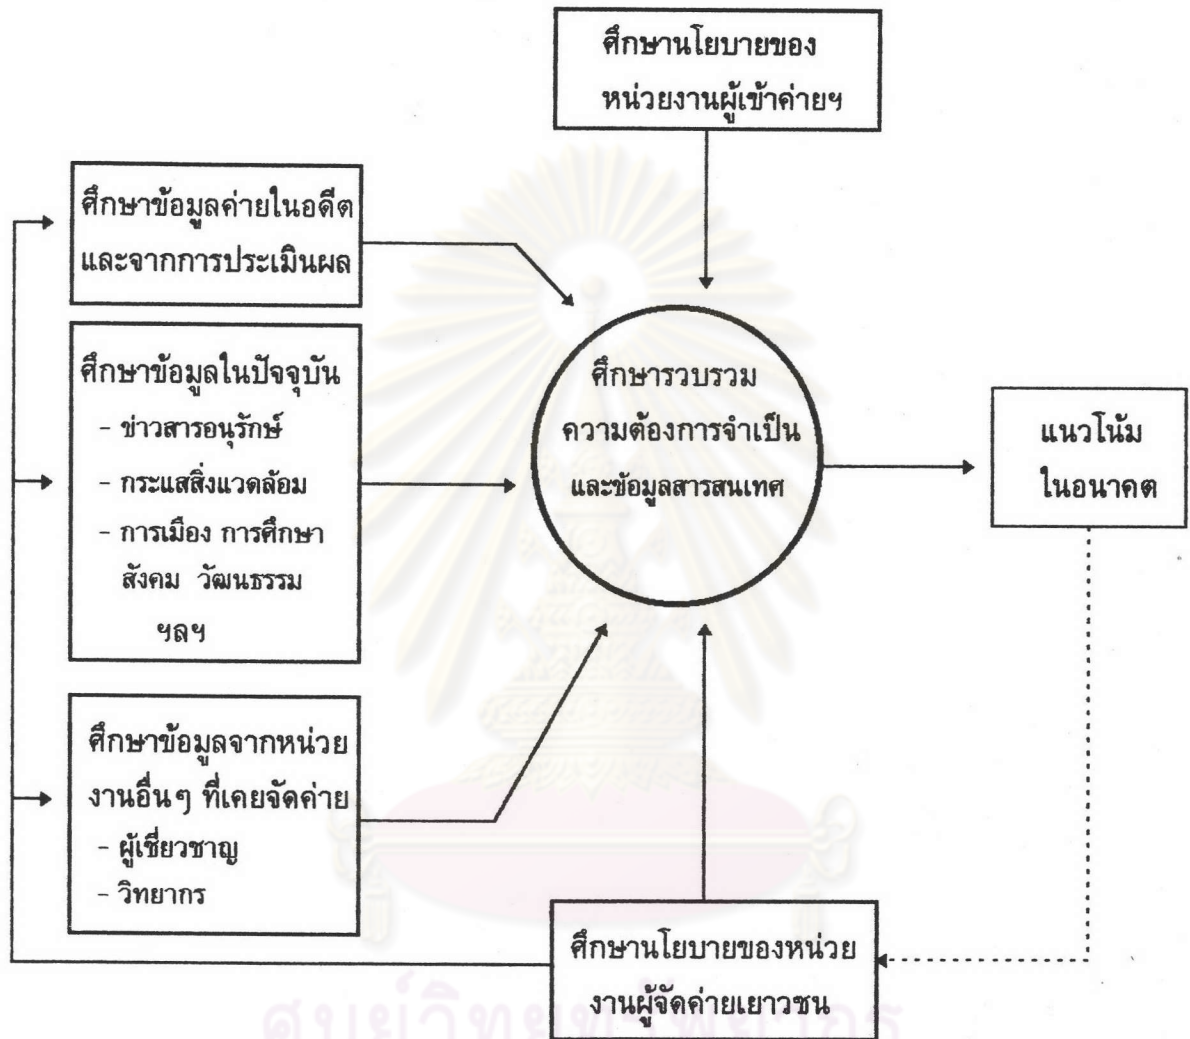 ศึกษานโยบายของ
หน่วยงานผู้เข้าค่ายฯ
ศึกษาข้อมูลค่ายในอดีต
และจากการประเมินผล
ศึกษาข้อมูลในปัจจุบัน
- ข่าวสารอนุรักษ์
- กระแสสิ่งแวดล้อม
- การเมือง การศึกษา
สังคม วัฒนธรรม
ฯลฯ
ศึกษารวบรวม
ความต้องการจำเป็น
และข้อมูลสารสนเทศ
แนวโน้ม
ในอนาคต
ศึกษาข้อมูลจากหน่วย
งานอื่นๆ ที่เคยจัดค่าย
- ผู้เชี่ยวชาญ
- วิทยากร
ศึกษานโยบายของหน่วย
งานผู้จัดค่ายเยาวชน
ศูนย์วิทยทรัพยากร